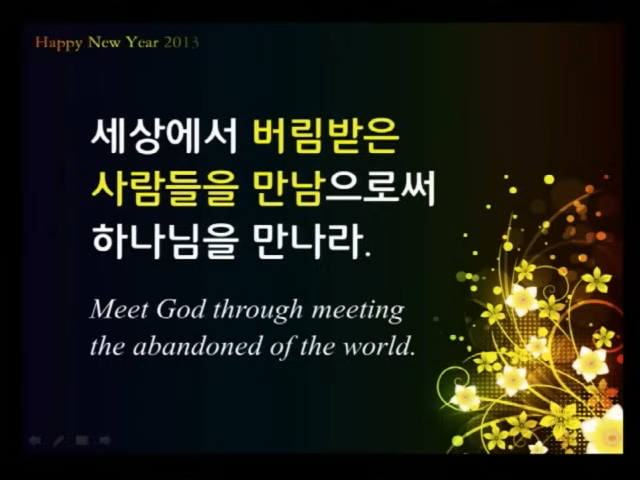 Happy New Year 2013
세상에서 버림받은
사람들을 만남으로써
하나님을 만나라.
Meet God through meeting
the abandoned of the world.